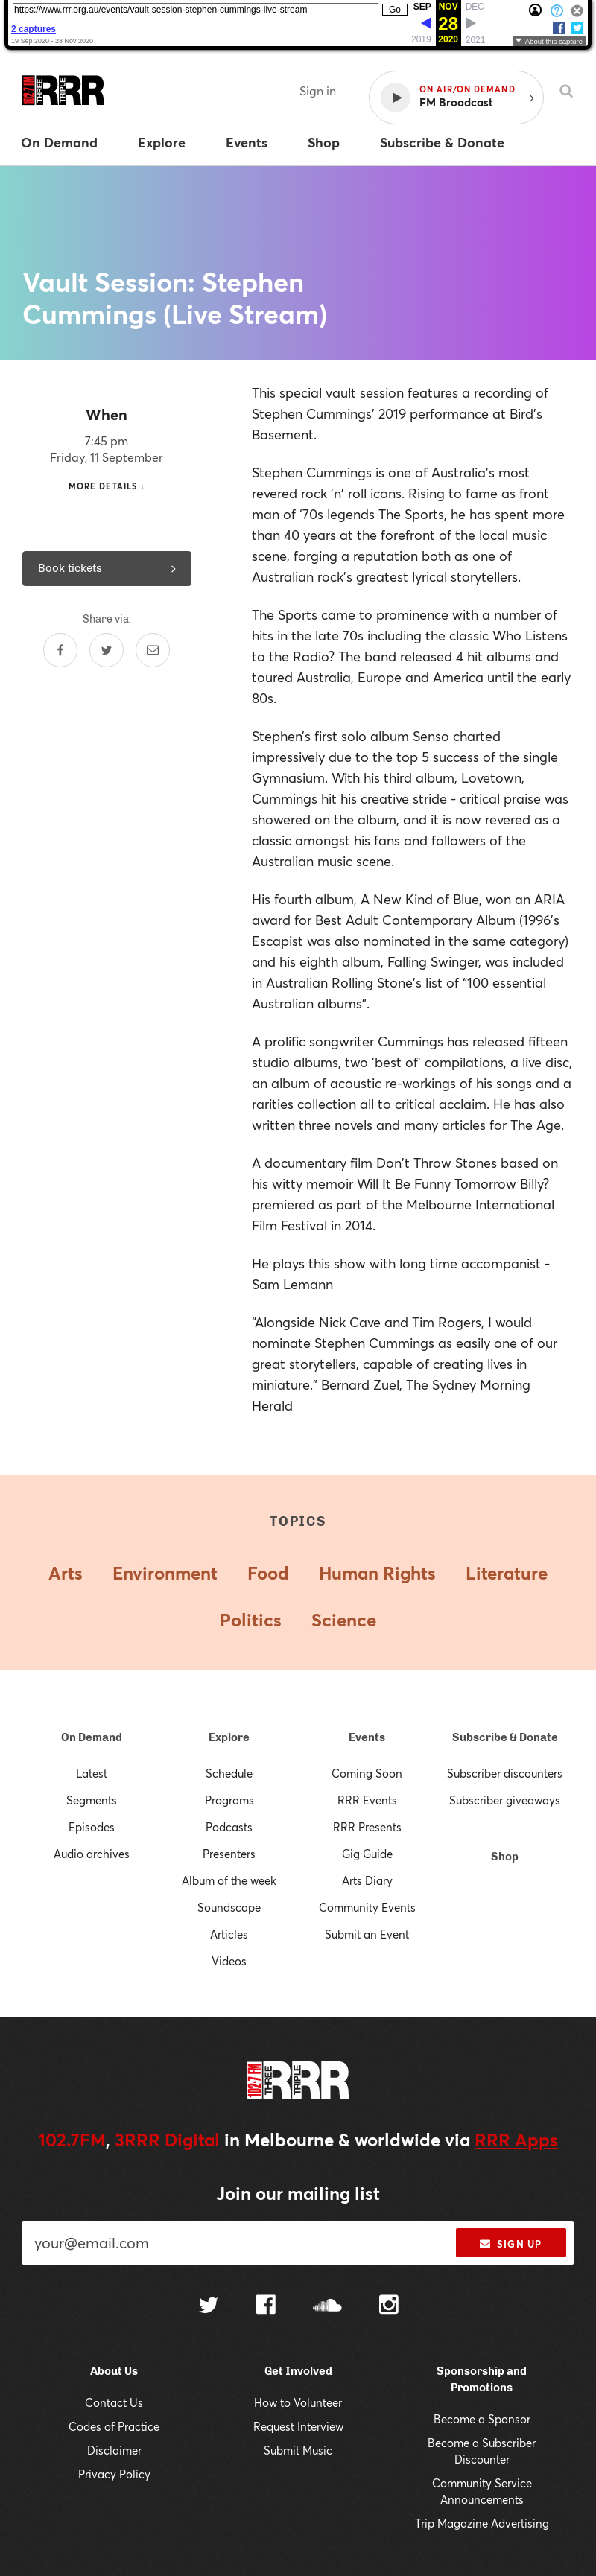 https://www.rrr.org.au/events/vault-session-stephen-cummings-live-stream
Go
SEP
NOV
DEC
28
2019
2020
2021
2 captures
19 Sep 2020 - 28 Nov 2020
About this capture
102.7 FM
THREE
TRIPLE
RRR
Sign in
ON AIR/ON DEMAND
FM Broadcast
On Demand
Explore
Events
Shop
Subscribe & Donate
Vault Session: Stephen
Cummings (Live Stream)
When
7:45 pm
Friday, 11 September
MORE DETAILS ↓
Book tickets
Share via:
This special vault session features a recording of
Stephen Cummings' 2019 performance at Bird's
Basement.
Stephen Cummings is one of Australia's most
revered rock 'n' roll icons. Rising to fame as front
man of '70s legends The Sports, he has spent more
than 40 years at the forefront of the local music
scene, forging a reputation both as one of
Australian rock's greatest lyrical storytellers.
The Sports came to prominence with a number of
hits in the late 70s including the classic Who Listens
to the Radio? The band released 4 hit albums and
toured Australia, Europe and America until the early
80s.
Stephen's first solo album Senso charted
impressively due to the top 5 success of the single
Gymnasium. With his third album, Lovetown,
Cummings hit his creative stride - critical praise was
showered on the album, and it is now revered as a
classic amongst his fans and followers of the
Australian music scene.
His fourth album, A New Kind of Blue, won an ARIA
award for Best Adult Contemporary Album (1996's
Escapist was also nominated in the same category)
and his eighth album, Falling Swinger, was included
in Australian Rolling Stone's list of "100 essential
Australian albums".
A prolific songwriter Cummings has released fifteen
studio albums, two 'best of' compilations, a live disc,
an album of acoustic re-workings of his songs and a
rarities collection all to critical acclaim. He has also
written three novels and many articles for The Age.
A documentary film Don't Throw Stones based on
his witty memoir Will It Be Funny Tomorrow Billy?
premiered as part of the Melbourne International
Film Festival in 2014.
He plays this show with long time accompanist -
Sam Lemann
"Alongside Nick Cave and Tim Rogers, I would
nominate Stephen Cummings as easily one of our
great storytellers, capable of creating lives in
miniature." Bernard Zuel, The Sydney Morning
Herald
TOPICS
Arts
Environment
Food
Human Rights
Literature
Politics
Science
On Demand
Latest
Segments
Episodes
Audio archives
Explore
Schedule
Programs
Podcasts
Presenters
Album of the week
Soundscape
Articles
Videos
Events
Coming Soon
RRR Events
RRR Presents
Gig Guide
Arts Diary
Community Events
Submit an Event
Subscribe & Donate
Subscriber discounters
Subscriber giveaways
Shop
102.7 FM
THREE
TRIPLE
RRR
102.7FM, 3RRR Digital in Melbourne & worldwide via RRR Apps
Join our mailing list
your@email.com
SIGN UP
About Us
Contact Us
Codes of Practice
Disclaimer
Privacy Policy
Get Involved
How to Volunteer
Request Interview
Submit Music
Sponsorship and
Promotions
Become a Sponsor
Become a Subscriber
Discounter
Community Service
Announcements
Trip Magazine Advertising